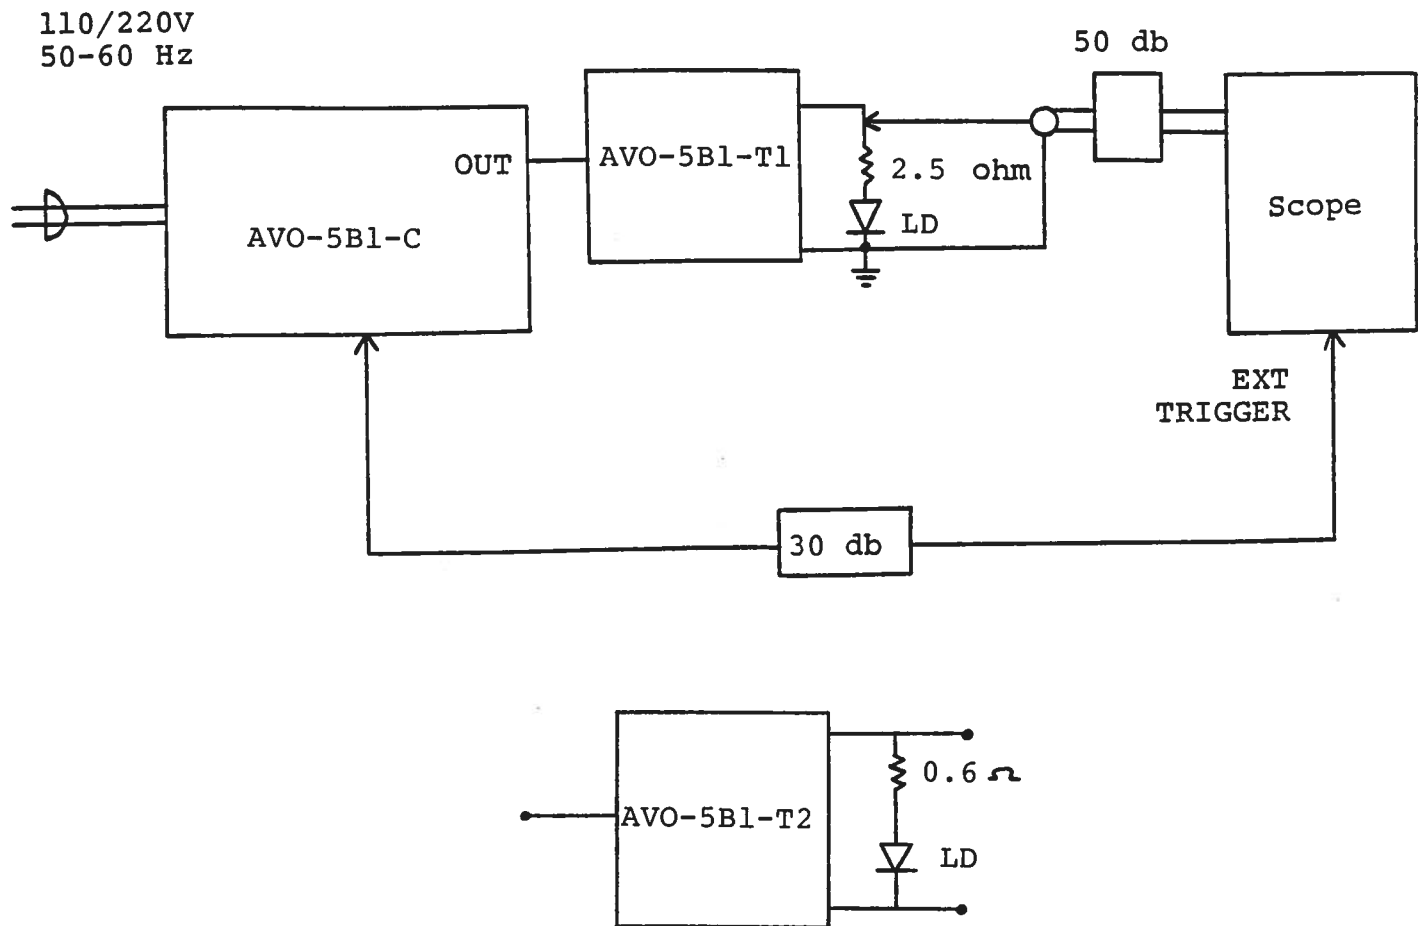 110/220V
50-60 Hz
50 db
OUT
AVO-5B1-T1
2.5 ohm
Scope
AVO-5B1-C
LD
EXT
TRIGGER
30 db
0.6 Ω
AVO-5B1-T2
LD